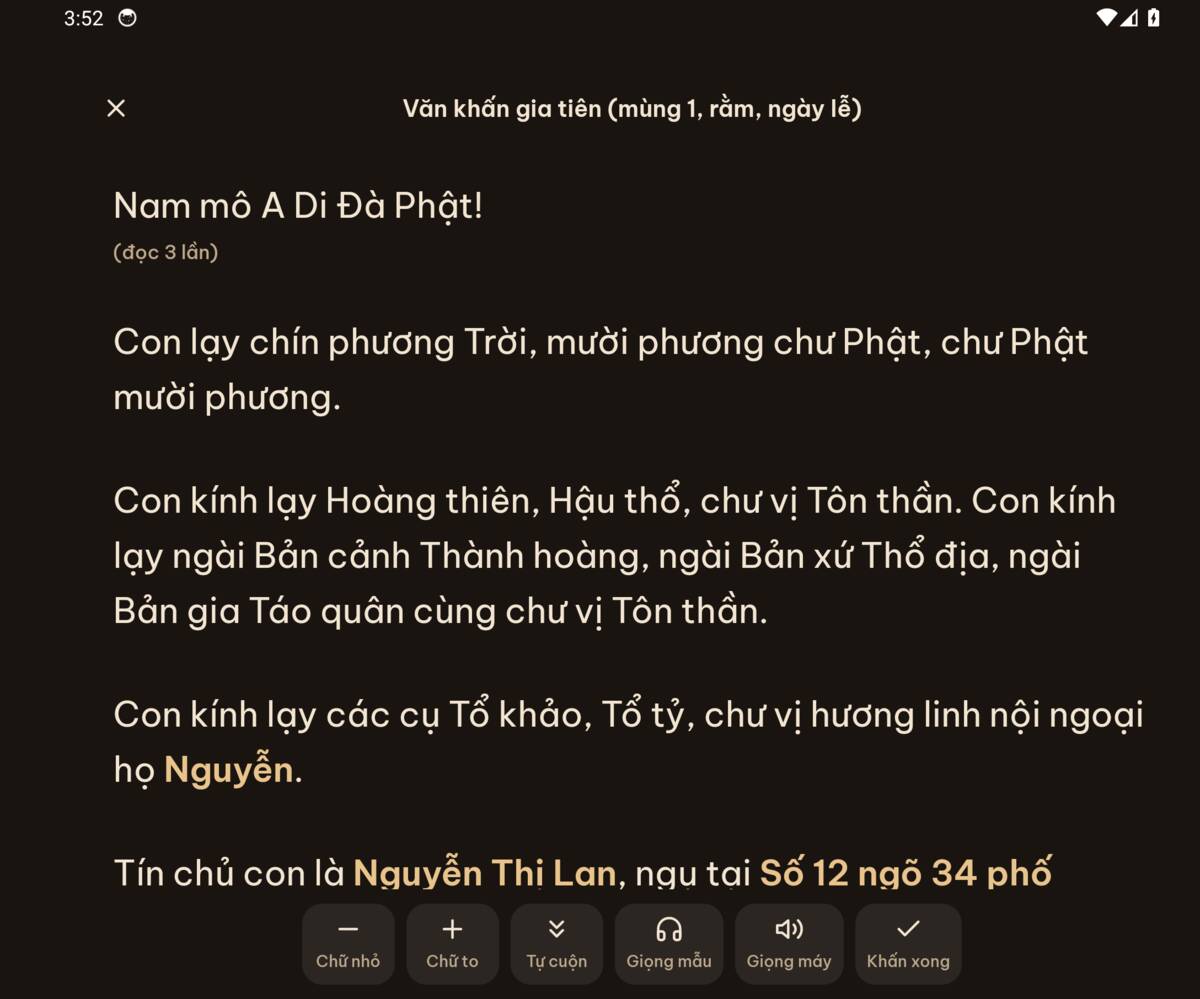 3:52
Văn khấn gia tiên (mùng 1, rằm, ngày lễ)
Nam mô A Di Đà Phật!
(đọc 3 lần)
Con lạy chín phương Trời, mười phương chư Phật, chư Phật
mười phương.
Con kính lạy Hoàng thiên, Hậu thổ, chư vị Tôn thần. Con kính
lạy ngài Bản cảnh Thành hoàng, ngài Bản xứ Thổ địa, ngài
Bản gia Táo quân cùng chư vị Tôn thần.
Con kính lạy các cụ Tổ khảo, Tổ tỷ, chư vị hương linh nội ngoại
họ Nguyễn.
Tín chủ con là Nguyễn Thị Lan, ngụ tại Số 12 ngõ 34 phố
Chữ nhỏ
Chữ to
Tự cuộn
Giọng mẫu
Giọng máy
Khấn xong